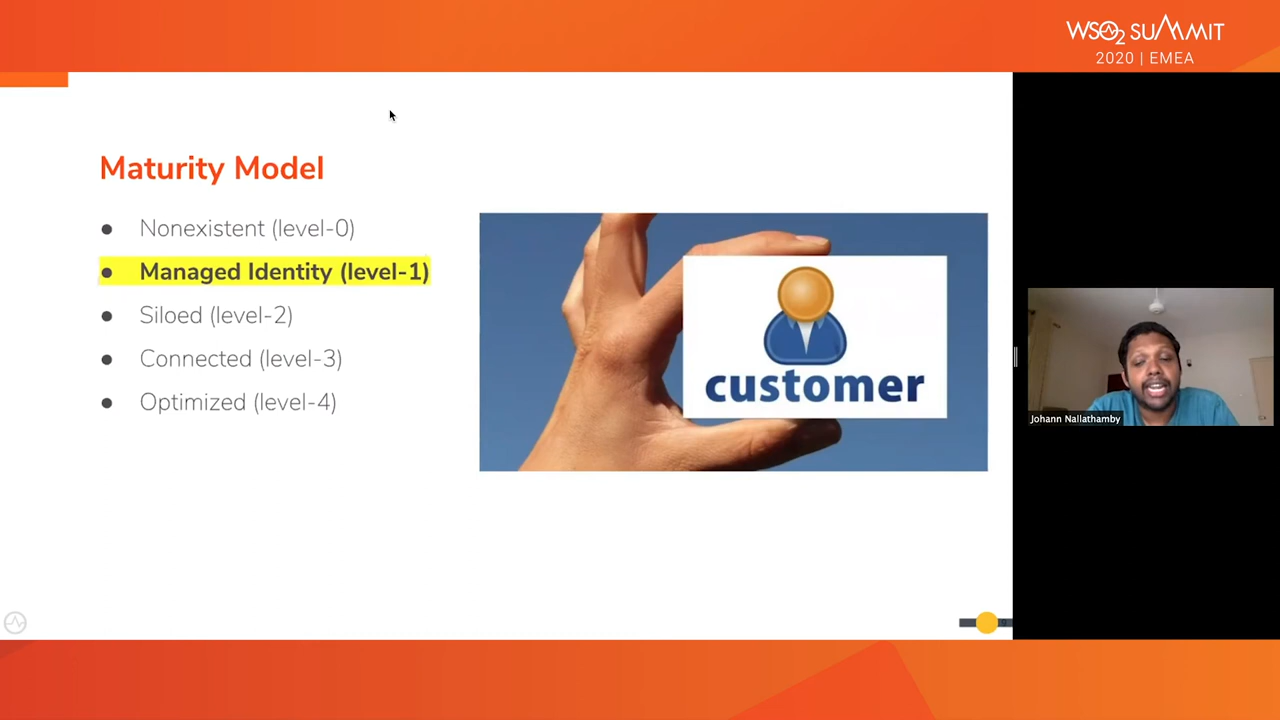 WSO2 SUMMIT
2020 | EMEA
Maturity Model
● Nonexistent (level-0)
● Managed Identity (level-1)
● Siloed (level-2)
● Connected (level-3)
● Optimized (level-4)
customer
Johann Nallathamby